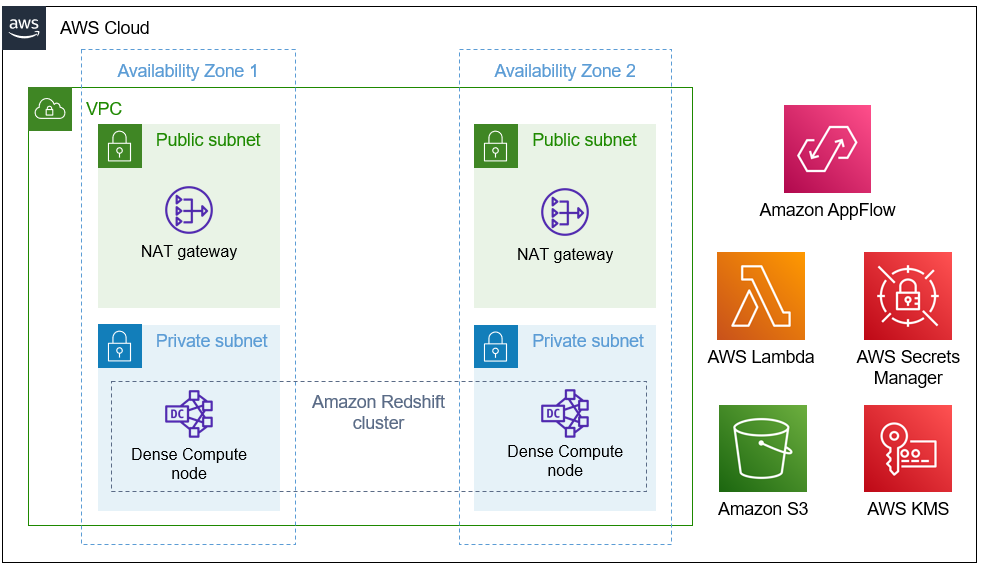 aws
AWS Cloud
Availability Zone 1
Availability Zone 2
VPC
Public subnet
Public subnet
NAT gateway
NAT gateway
Private subnet
Private subnet
Amazon Redshift
cluster
DC
Dense Compute
node
DC
Dense Compute
node
Amazon AppFlow
AWS Lambda
AWS Secrets
Manager
Amazon S3
AWS KMS